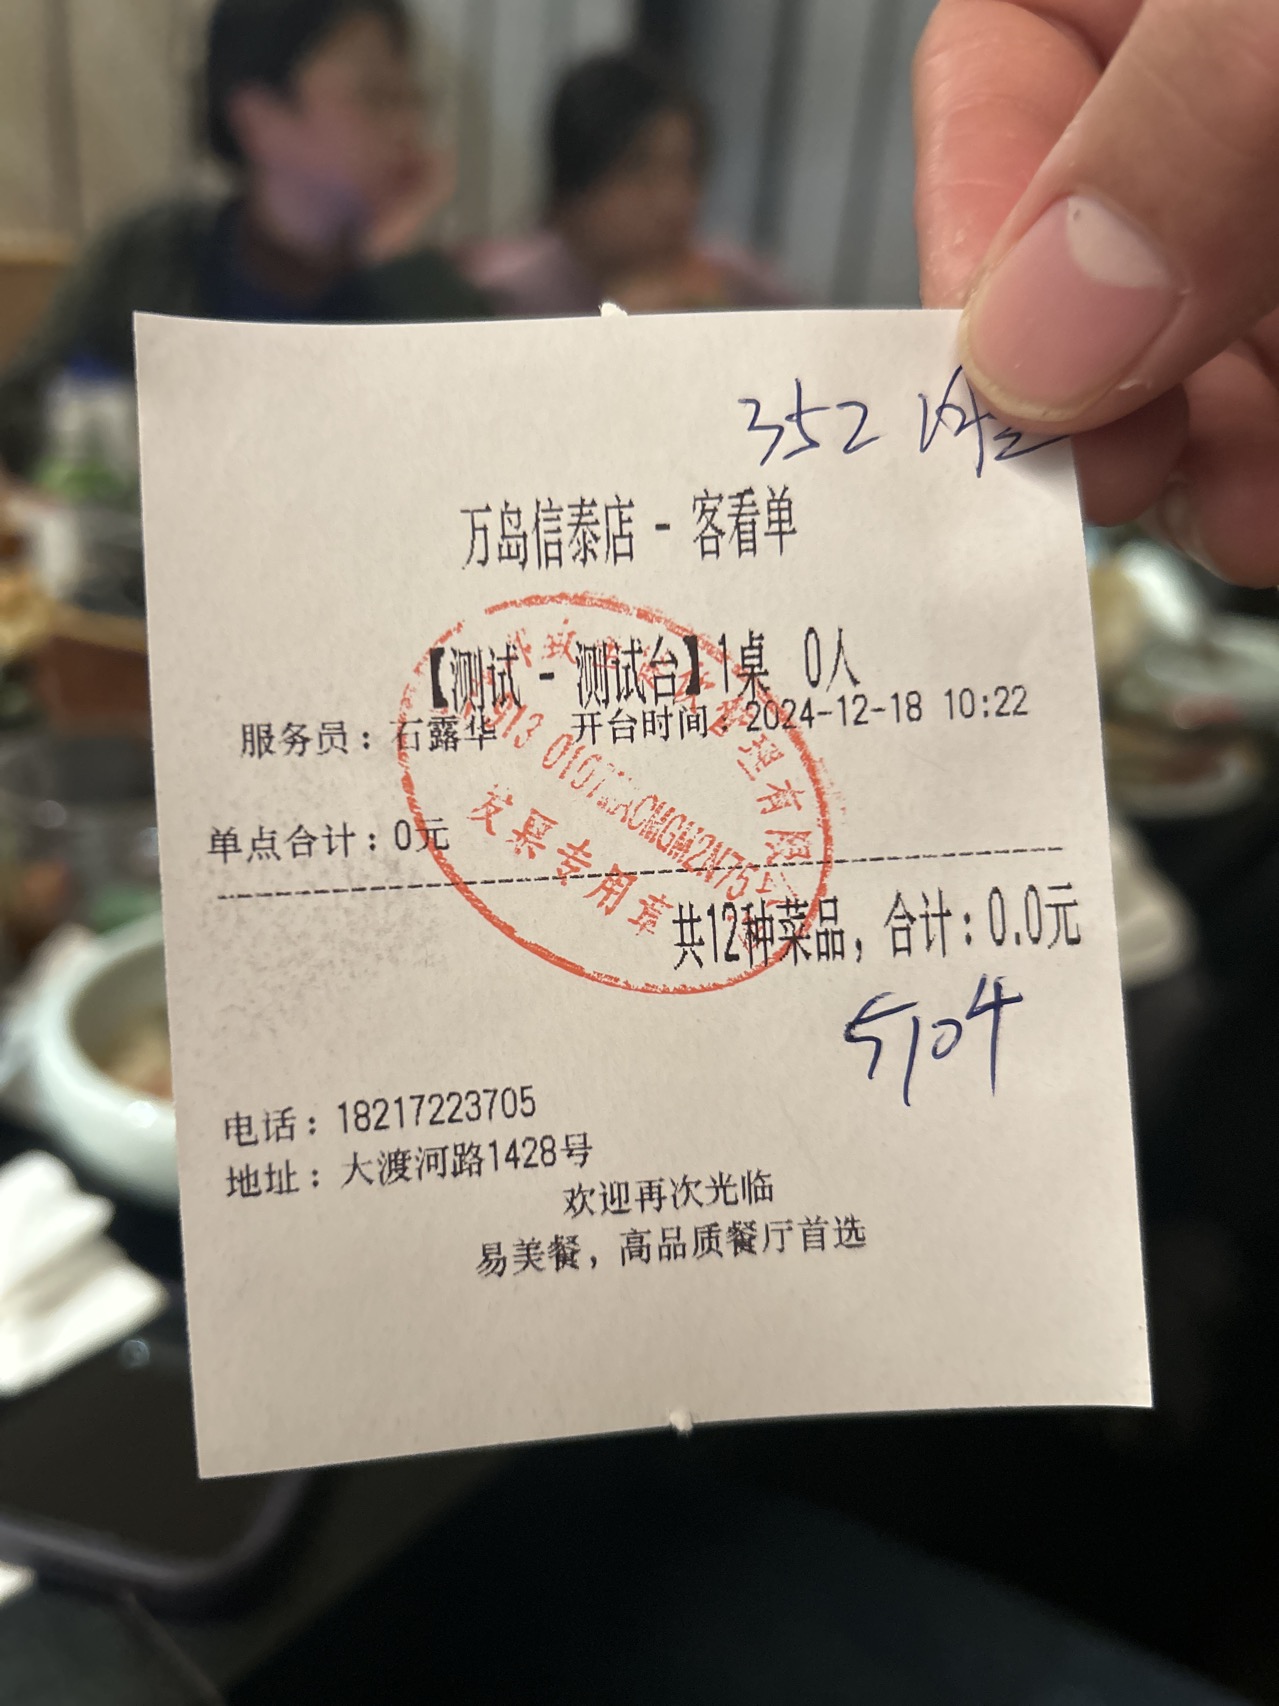 352
万岛信泰店 - 客看单
【测试 - 测试台】1桌 0人
服务员：石露华 开台时间：2024-12-18 10:22
单点合计：0元
发票专用章
共12种菜品，合计：0.0元
5104
电话：18217223705
地址：大渡河路1428号
欢迎再次光临
易美餐，高品质餐厅首选